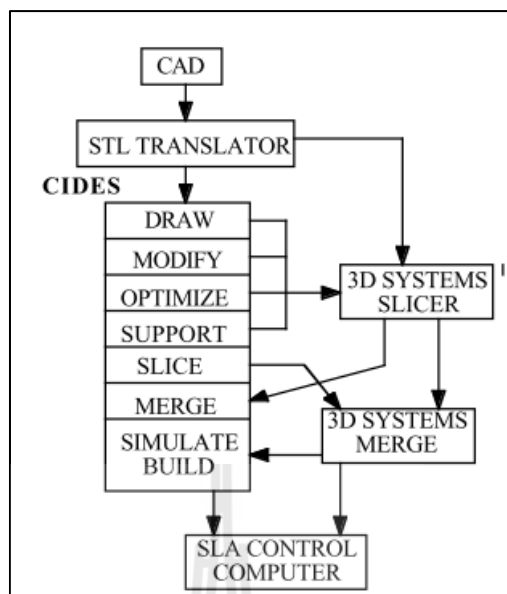 CAD
STL TRANSLATOR
CIDES
DRAW
MODIFY
OPTIMIZE
SUPPORT
SLICE
MERGE
SIMULATE
BUILD
3D SYSTEMS
SLICER
3D SYSTEMS
MERGE
SLA CONTROL
COMPUTER